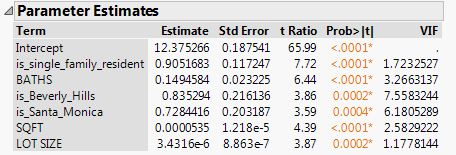 Parameter Estimates
Term Estimate Std Error t Ratio Prob>|t| VIF
Intercept 12.375266 0.187541 65.99 <.0001* .
is_single_family_resident 0.9051683 0.117247 7.72 <.0001* 1.7232527
BATHS 0.1494584 0.023225 6.44 <.0001* 3.2663137
is_Beverly_Hills 0.835294 0.216136 3.86 0.0002* 7.5583244
is_Santa_Monica 0.7284416 0.203187 3.59 0.0004* 6.1805289
SQFT 0.0000535 1.218e-5 4.39 <.0001* 2.5829222
LOT SIZE 3.4316e-6 8.863e-7 3.87 0.0002* 1.1778144